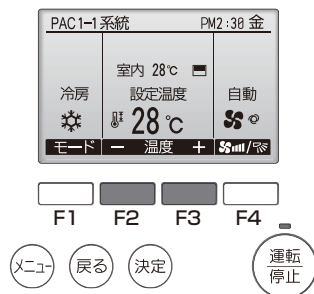 PAC1-1系統 PM2:30 金
室内 28℃
冷房 設定温度 自動
28℃
モード － 温度 ＋ /
F1 F2 F3 F4
メニュー 戻る 決定 運転
停止